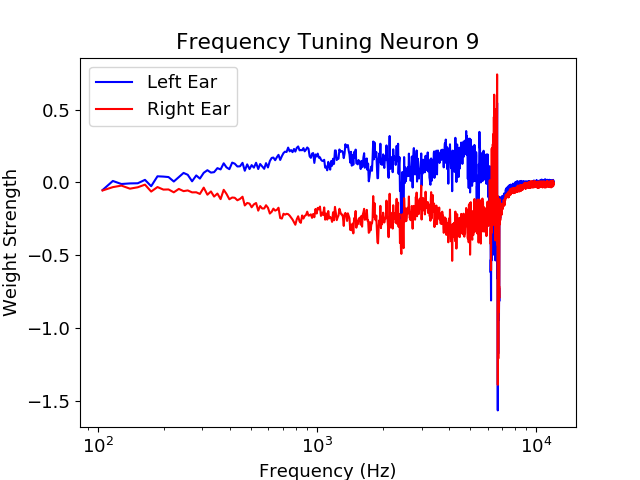 Frequency Tuning Neuron 9
Left Ear
Right Ear
0.5
0.0
−0.5
−1.0
−1.5
Weight Strength
10²
10³
10⁴
Frequency (Hz)